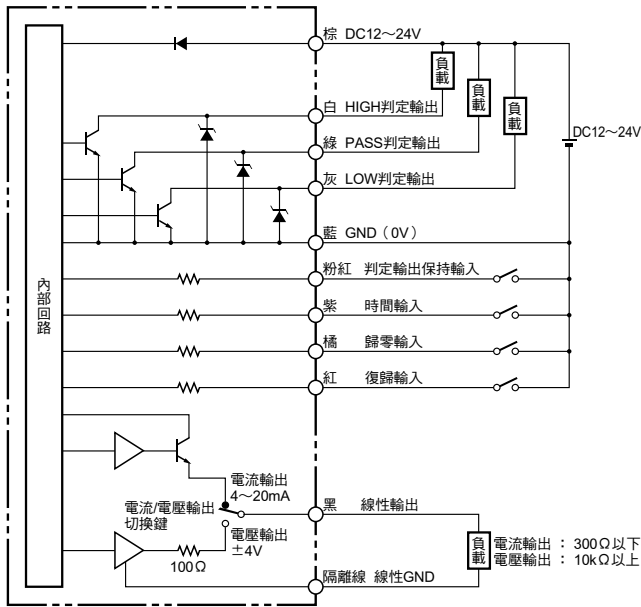 棕 DC12～24V
負載
負載
負載
白 HIGH判定輸出
綠 PASS判定輸出
灰 LOW判定輸出
DC12～24V
藍 GND（0V）
內部回路
粉紅 判定輸出保持輸入
紫 時間輸入
橘 歸零輸入
紅 復歸輸入
電流輸出
4～20mA
電流/電壓輸出
切換鍵
黑 線性輸出
電壓輸出
±4V
100Ω
負載
電流輸出 ： 300Ω以下
電壓輸出 ： 10kΩ以上
隔離線 線性GND